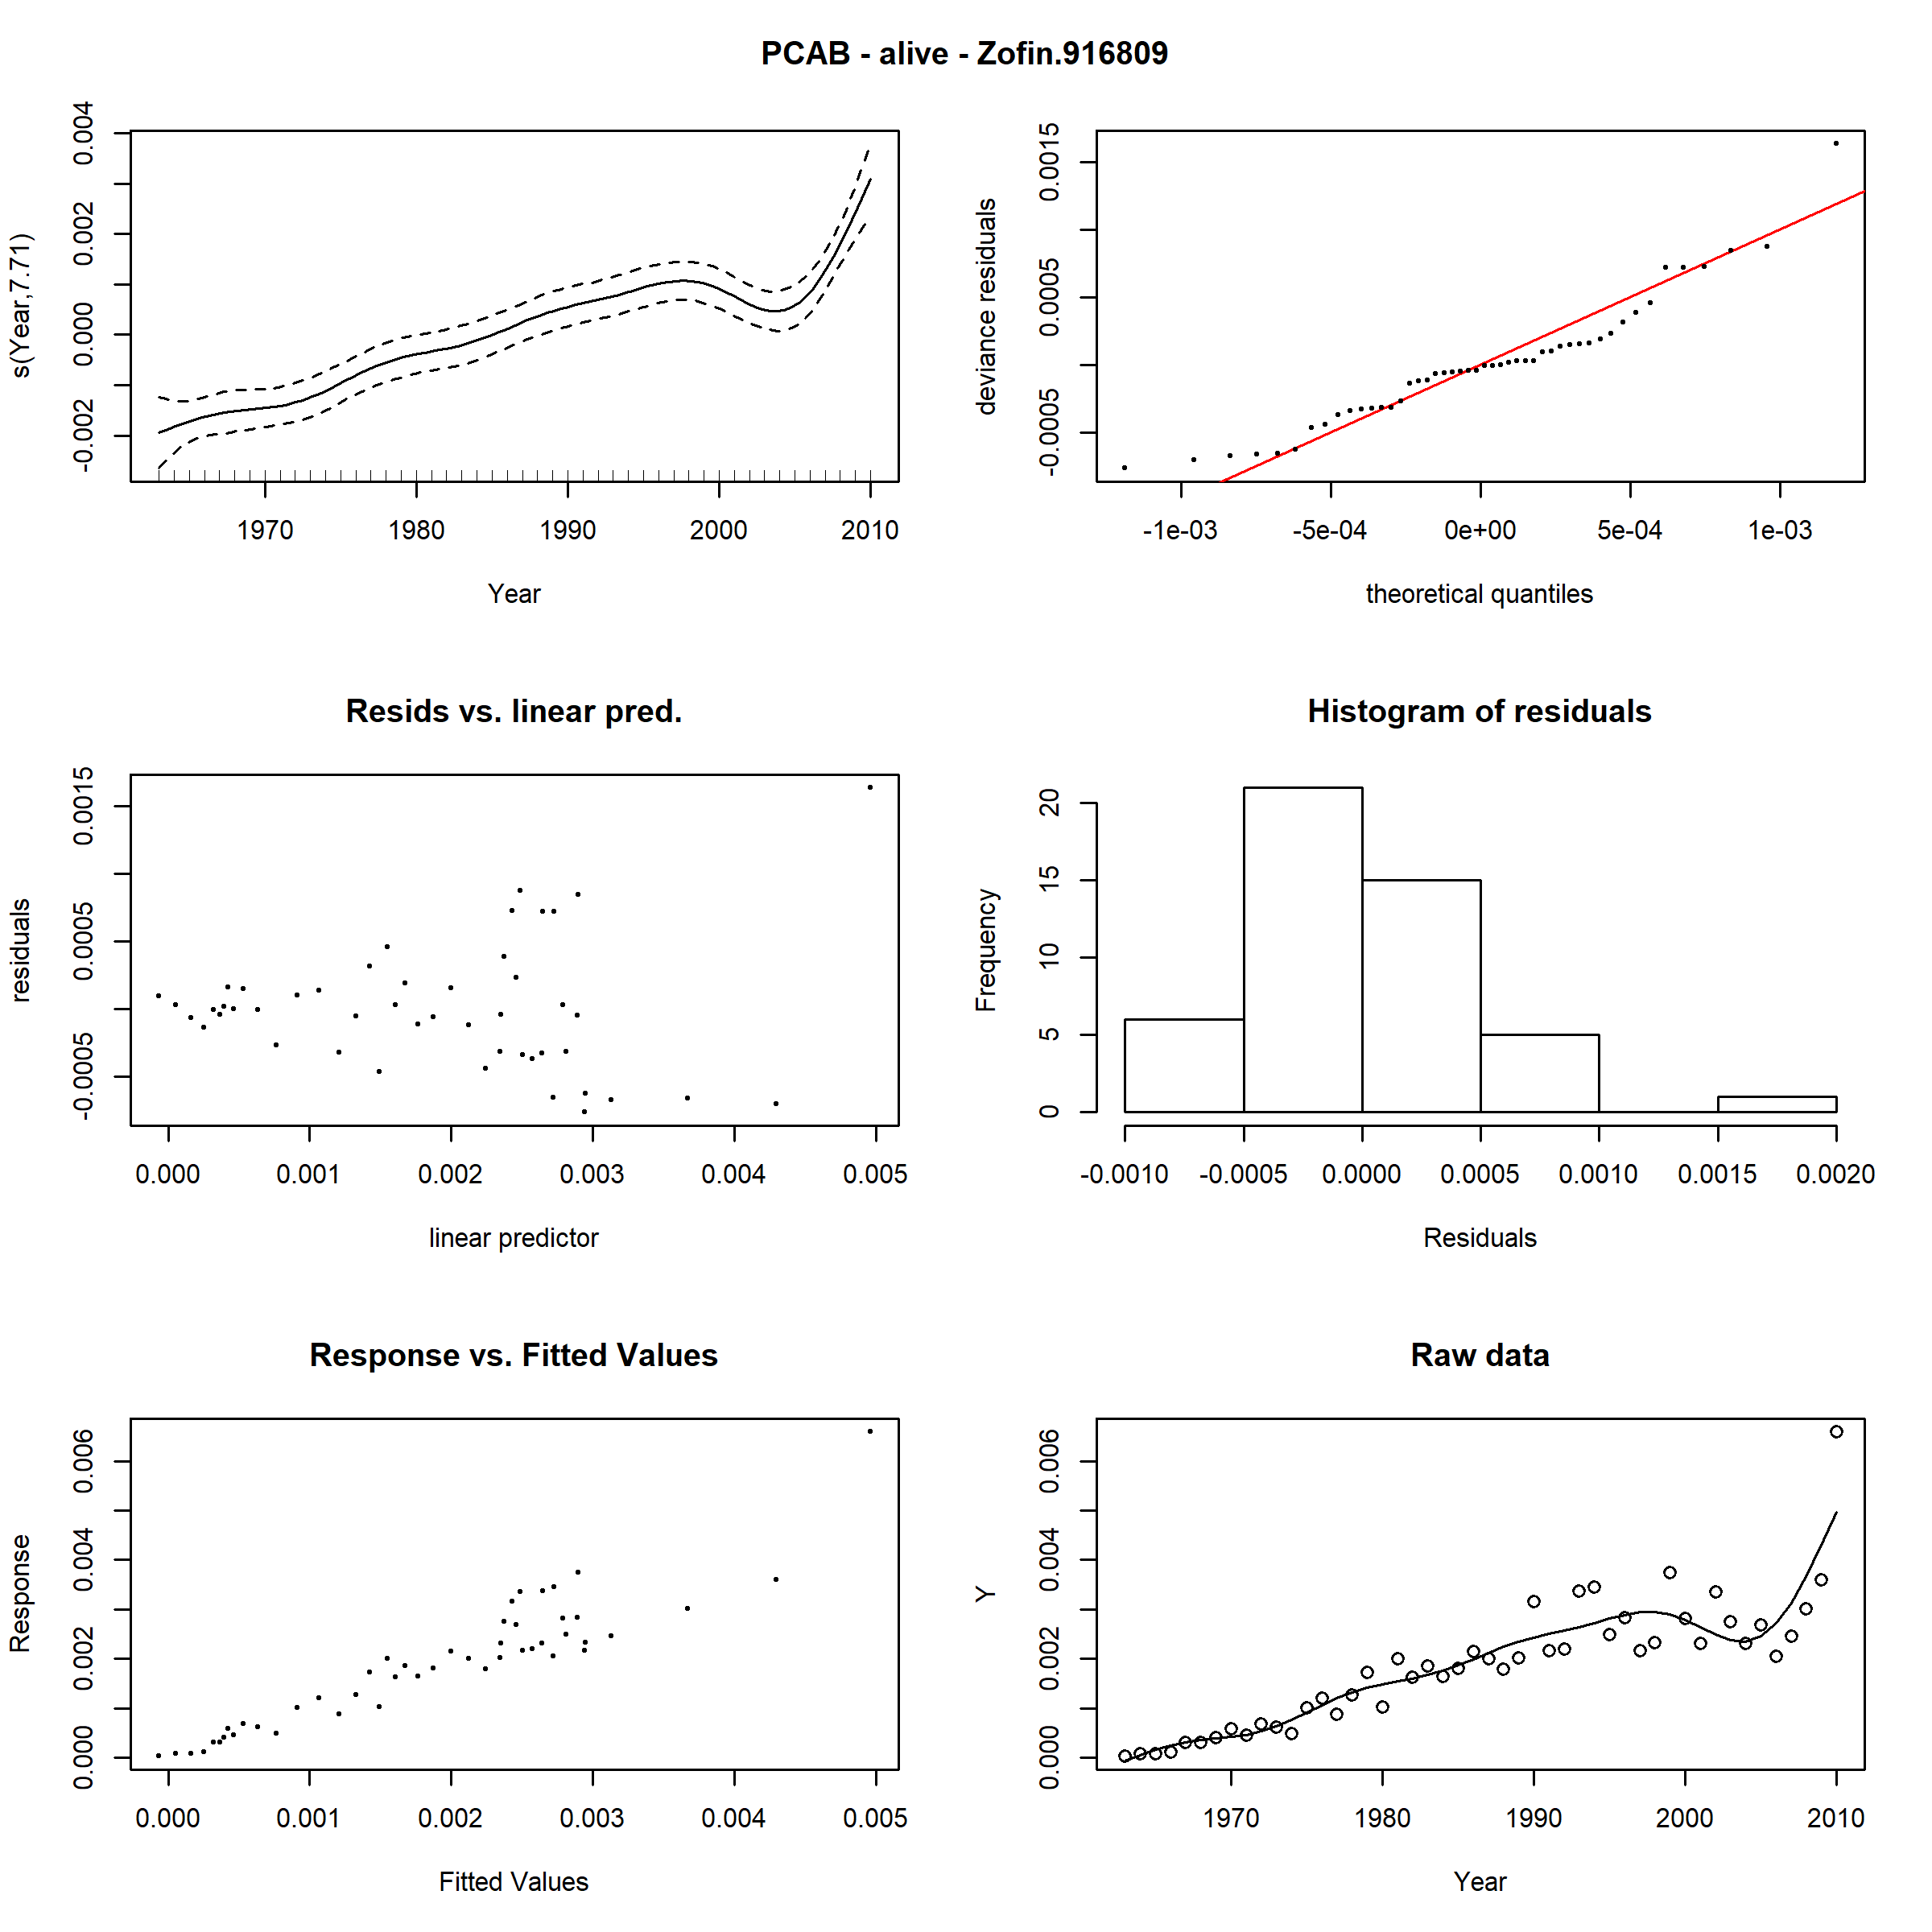 PCAB - alive - Zofin.916809
s(Year,7.71)
-0.002 0.000 0.002 0.004
1970 1980 1990 2000 2010
Year
deviance residuals
-0.0005 0.0005 0.0015
-1e-03 -5e-04 0e+00 5e-04 1e-03
theoretical quantiles
Resids vs. linear pred.
residuals
-0.0005 0.0005 0.0015
0.000 0.001 0.002 0.003 0.004 0.005
linear predictor
Histogram of residuals
Frequency
0 5 10 15 20
-0.0010 -0.0005 0.0000 0.0005 0.0010 0.0015 0.0020
Residuals
Response vs. Fitted Values
Response
0.000 0.002 0.004 0.006
0.000 0.001 0.002 0.003 0.004 0.005
Fitted Values
Raw data
Y
0.000 0.002 0.004 0.006
1970 1980 1990 2000 2010
Year